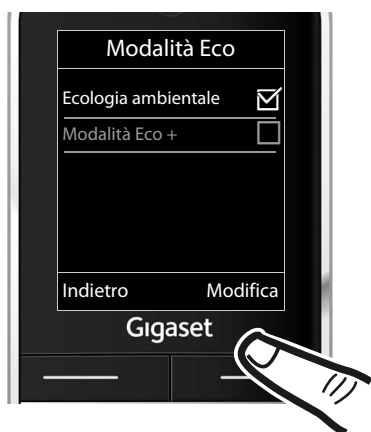 Modalità Eco
Ecologia ambientale
Modalità Eco +
Indietro Modifica
Gigaset